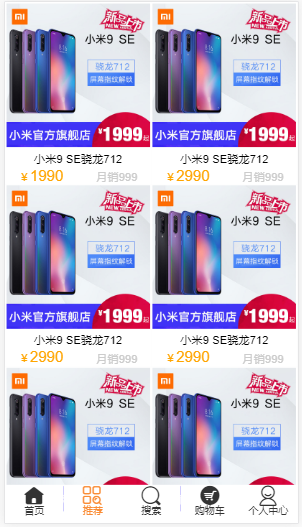 新品上市
NEW
小米9 SE
骁龙712
屏幕指纹解锁
小米官方旗舰店
¥1999起
小米9 SE骁龙712
¥1990 月销999
新品上市
NEW
小米9 SE
骁龙712
屏幕指纹解锁
小米官方旗舰店
¥1999起
小米9 SE骁龙712
¥2990 月销999
新品上市
NEW
小米9 SE
骁龙712
屏幕指纹解锁
小米官方旗舰店
¥1999起
小米9 SE骁龙712
¥2990 月销999
新品上市
NEW
小米9 SE
骁龙712
屏幕指纹解锁
小米官方旗舰店
¥1999起
小米9 SE骁龙712
¥2990 月销999
新品上市
NEW
小米9 SE
骁龙712
屏幕指纹解锁
新品上市
NEW
小米9 SE
骁龙712
屏幕指纹解锁
首页
推荐
搜索
购物车
个人中心